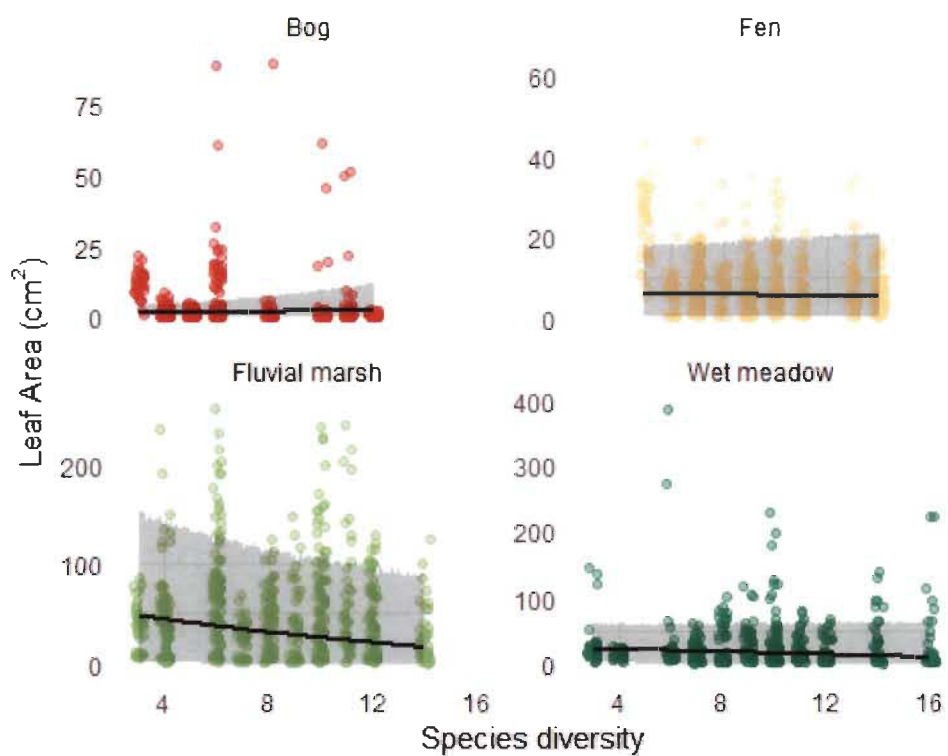 Bog
Fen
75
50
25
0
60
40
20
0
Leaf Area (cm²)
Fluvial marsh
Wet meadow
200
100
0
400
300
200
100
0
4 8 12 16
4 8 12 16
Species diversity